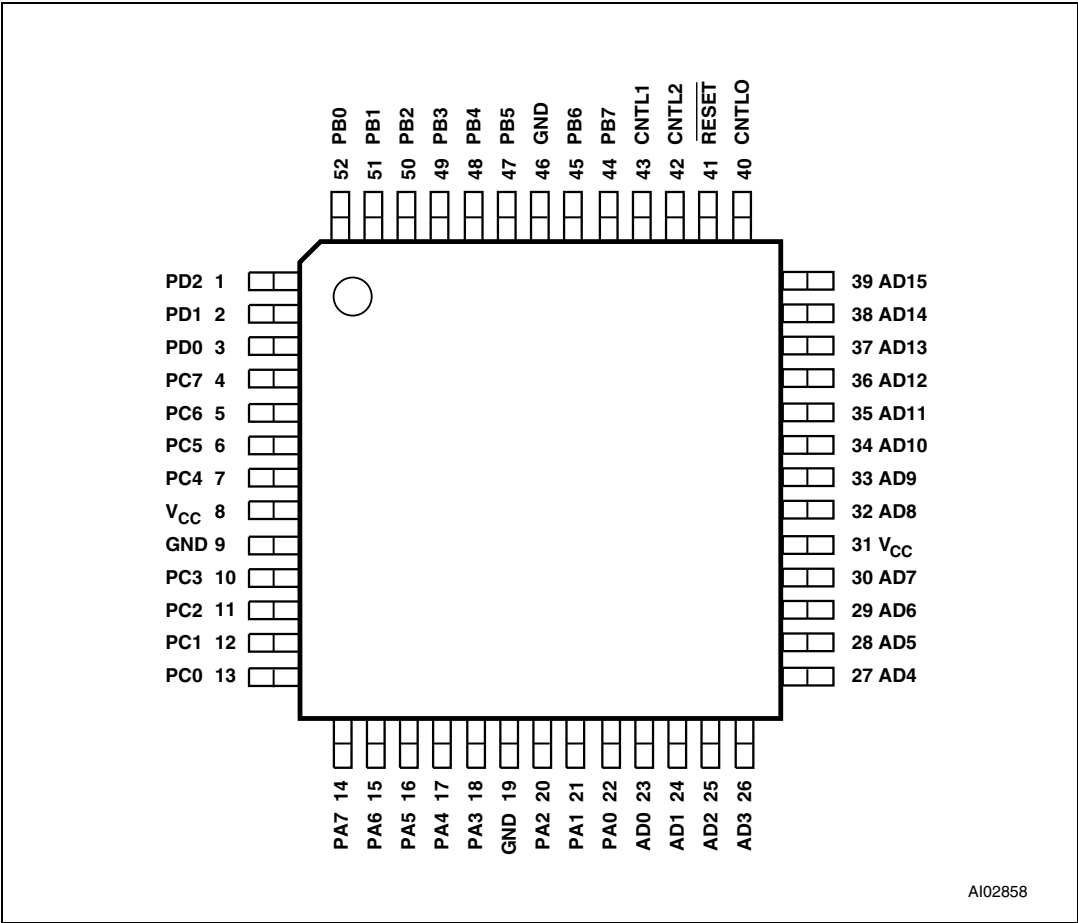 52 PB0
51 PB1
50 PB2
49 PB3
48 PB4
47 PB5
46 GND
45 PB6
44 PB7
43 CNTL1
42 CNTL2
41 RESET
40 CNTLO
PD2 1
PD1 2
PD0 3
PC7 4
PC6 5
PC5 6
PC4 7
VCC 8
GND 9
PC3 10
PC2 11
PC1 12
PC0 13
39 AD15
38 AD14
37 AD13
36 AD12
35 AD11
34 AD10
33 AD9
32 AD8
31 VCC
30 AD7
29 AD6
28 AD5
27 AD4
PA7 14
PA6 15
PA5 16
PA4 17
PA3 18
GND 19
PA2 20
PA1 21
PA0 22
AD0 23
AD1 24
AD2 25
AD3 26
AI02858